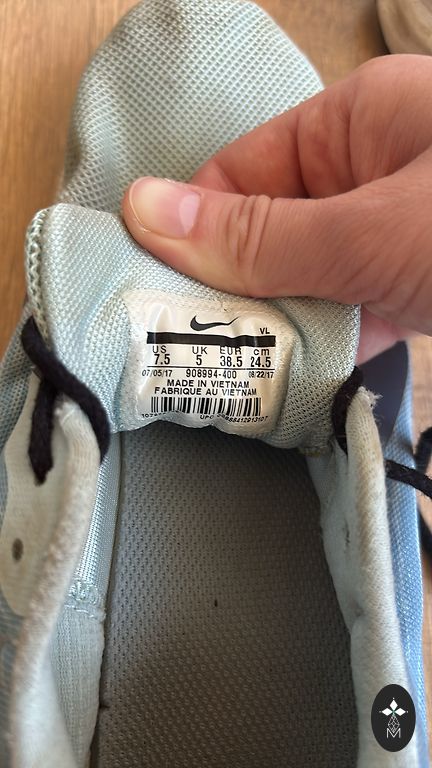 VL
US UK EUR cm
7.5 5 38.5 24.5
07/05/17 908994-400 08/22/17
MADE IN VIETNAM
FABRIQUE AU VIETNAM
UPC
M